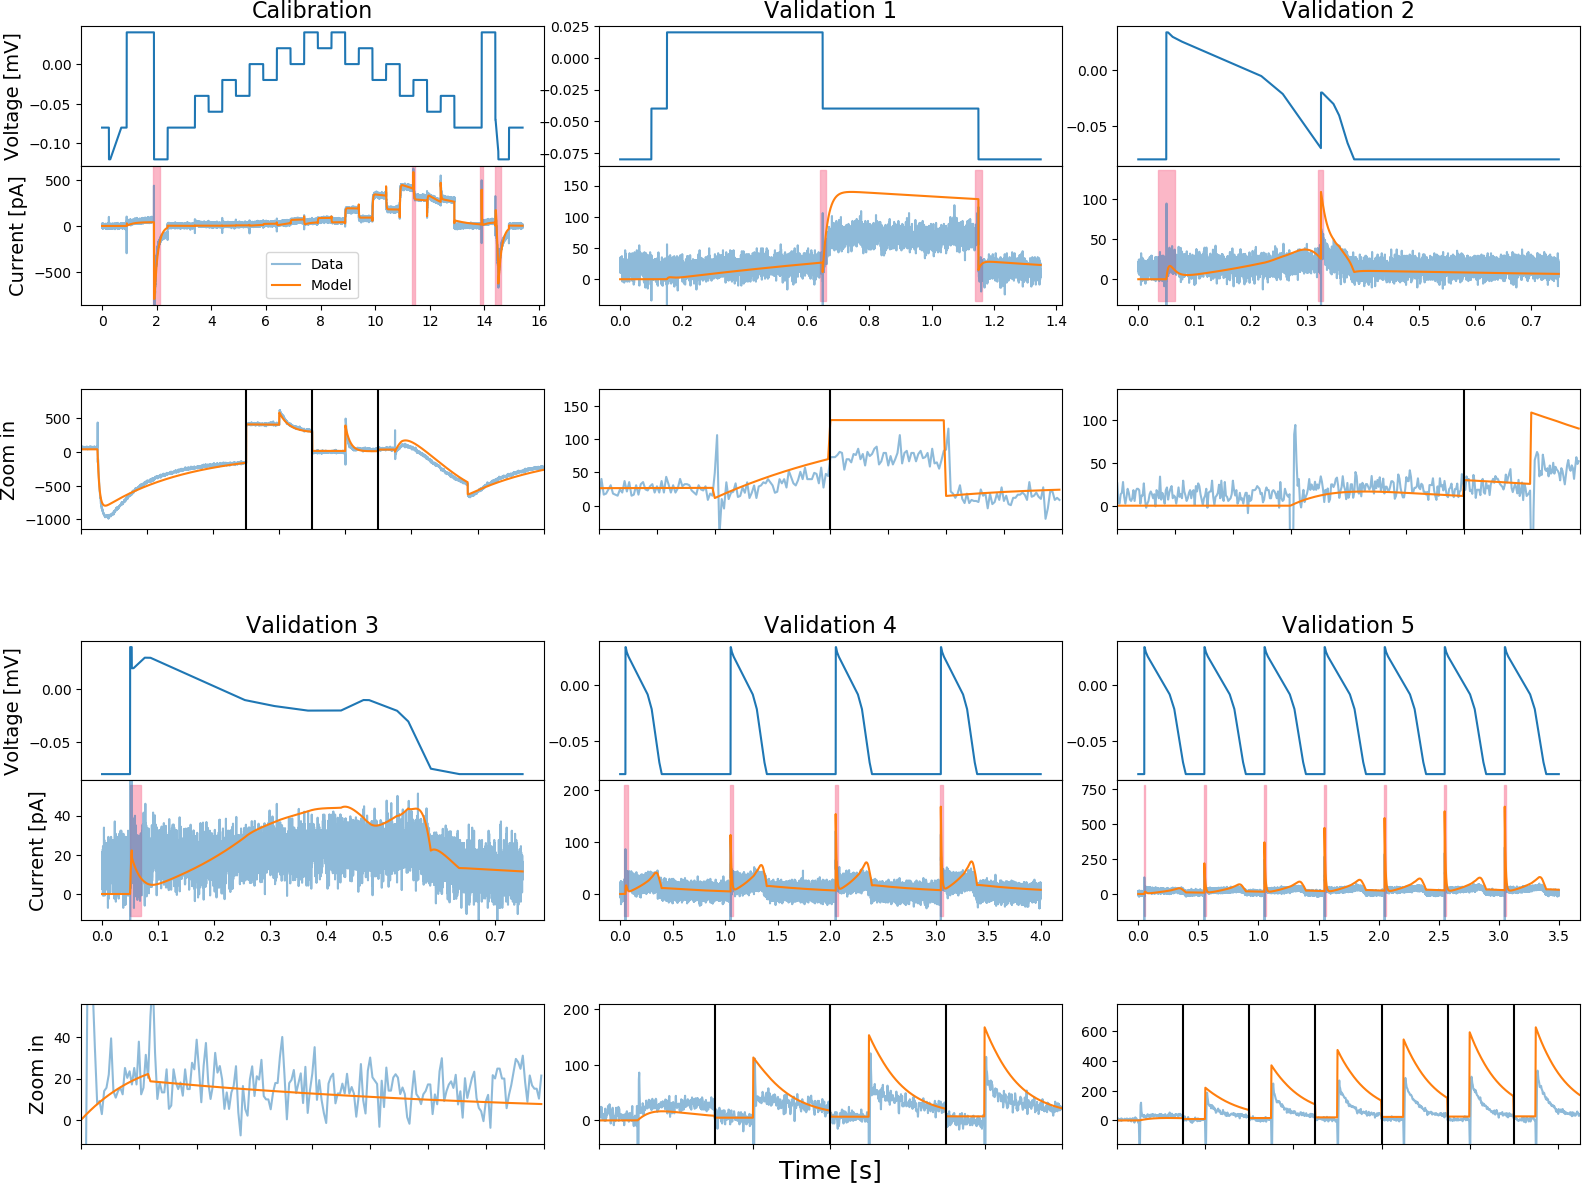 Calibration
Validation 1
Validation 2
Voltage [mV]
0.00
−0.05
−0.10
0.025
0.000
−0.025
−0.050
−0.075
0.00
−0.05
Current [pA]
500
0
−500
Data
Model
150
100
50
0
100
50
0
0 2 4 6 8 10 12 14 16
0.0 0.2 0.4 0.6 0.8 1.0 1.2 1.4
0.0 0.1 0.2 0.3 0.4 0.5 0.6 0.7
Zoom in
500
0
−500
−1000
150
100
50
0
100
50
0
Validation 3
Validation 4
Validation 5
Voltage [mV]
0.00
−0.05
0.00
−0.05
0.00
−0.05
Current [pA]
40
20
0
200
100
0
750
500
250
0
0.0 0.1 0.2 0.3 0.4 0.5 0.6 0.7
0.0 0.5 1.0 1.5 2.0 2.5 3.0 3.5 4.0
0.0 0.5 1.0 1.5 2.0 2.5 3.0 3.5
Zoom in
40
20
0
200
100
0
600
400
200
0
Time [s]